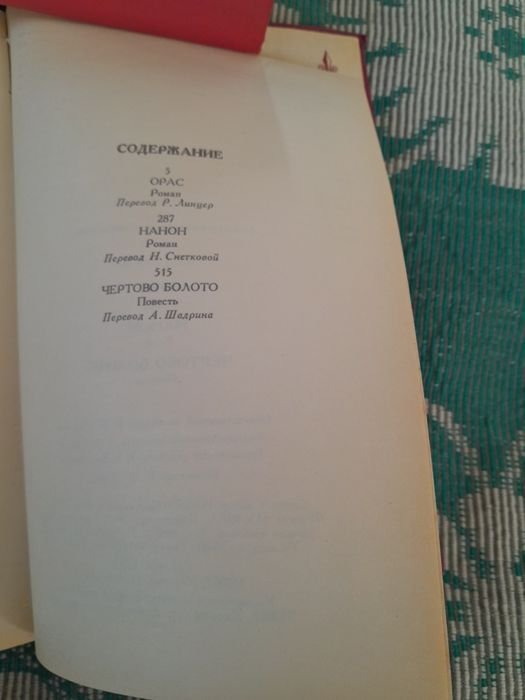 СОДЕРЖАНИЕ
5
ОРАС
Роман
Перевод Р. Линцер
287
НАНОН
Роман
Перевод Н. Снетковой
515
ЧЕРТОВО БОЛОТО
Повесть
Перевод А. Шадрина